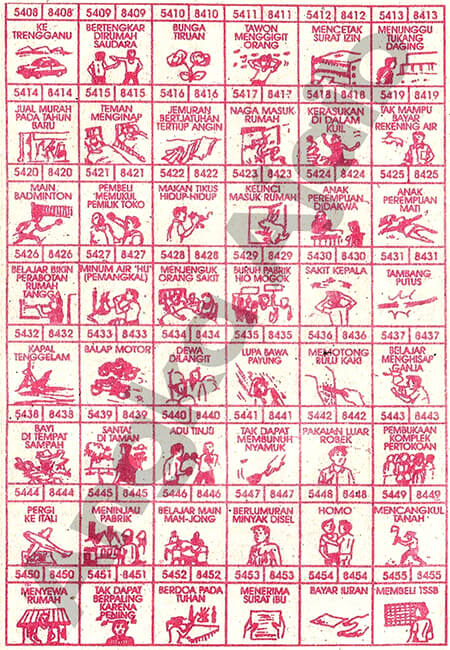 5408 8408 5409 8409 5410 8410 5411 8411 5412 8412 5413 8413
KE
TRENGGANU
BERTENGKAR
DIRUMAH
SAUDARA
BUNGA
TIRUAN
TAWON
MENGGIGIT
ORANG
MENCETAK
SURAT IZIN
MENUNGGU
TUKANG
DAGING
5414 8414 5415 8415 5416 8416 5417 8417 5418 8418 5419 8419
JUAL MURAH
PADA TAHUN
BARU
TEMAN
MENGINAP
JEMURAN
BERJATUHAN
TERTIUP ANGIN
NAGA MASUK
RUMAH
KERASUKAN
DI DALAM
KUIL
TAK MAMPU
BAYAR
REKENING AIR
5420 8420 5421 8421 5422 8422 5423 8423 5424 8424 5425 8425
MAIN
BADMINTON
PEMBELI
MEMUKUL
PEMILIK TOKO
MAKAN TIKUS
HIDUP-HIDUP
KELINCI
MASUK RUMAH
ANAK
PEREMPUAN
DIDAKWA
ANAK
PEREMPUAN
MATI
5426 8426 5427 8427 5428 8428 5429 8429 5430 8430 5431 8431
BELAJAR BIKIN
PERABOTAN
RUMAH
TANGGA
MINUM AIR 'HU'
(PEMANGKAL)
MENJENGUK
ORANG SAKIT
BURUH PABRIK
MOGOK
SAKIT KEPALA
TAMBANG
PUTUS
5432 8432 5433 8433 5434 8434 5435 8435 5436 8436 5437 8437
KAPAL
TENGGELAM
BALAP MOTOR
DEWA
DILANGIT
LUPA BAWA
PAYUNG
MEMOTONG
BULU KAKI
BELAJAR
MENGHISAP
GANJA
5438 8438 5439 8439 5440 8440 5441 8441 5442 8442 5443 8443
BAYI
DI TEMPAT
SAMPAH
SANTAI
DI TAMAN
ADU TINJU
TAK DAPAT
MEMBUNUH
NYAMUK
PAKAIAN LUAR
ROBEK
PEMBUKAAN
KOMPLEK
PERTOKOAN
5444 8444 5445 8445 5446 8446 5447 8447 5448 8448 5449 8449
PERGI
KE ITALI
MENINJAU
PABRIK
BELAJAR MAIN
MAH-JONG
BERLUMURAN
MINYAK DISEL
HOMO
MENCANGKUL
TANAH
5450 8450 5451 8451 5452 8452 5453 8453 5454 8454 5455 8455
MENYEWA
RUMAH
TAK DAPAT
BERPALING
KARENA
PENING
BERDOA PADA
TUHAN
MENERIMA
SURAT IBU
BAYAR IURAN
MEMBELI TSSB